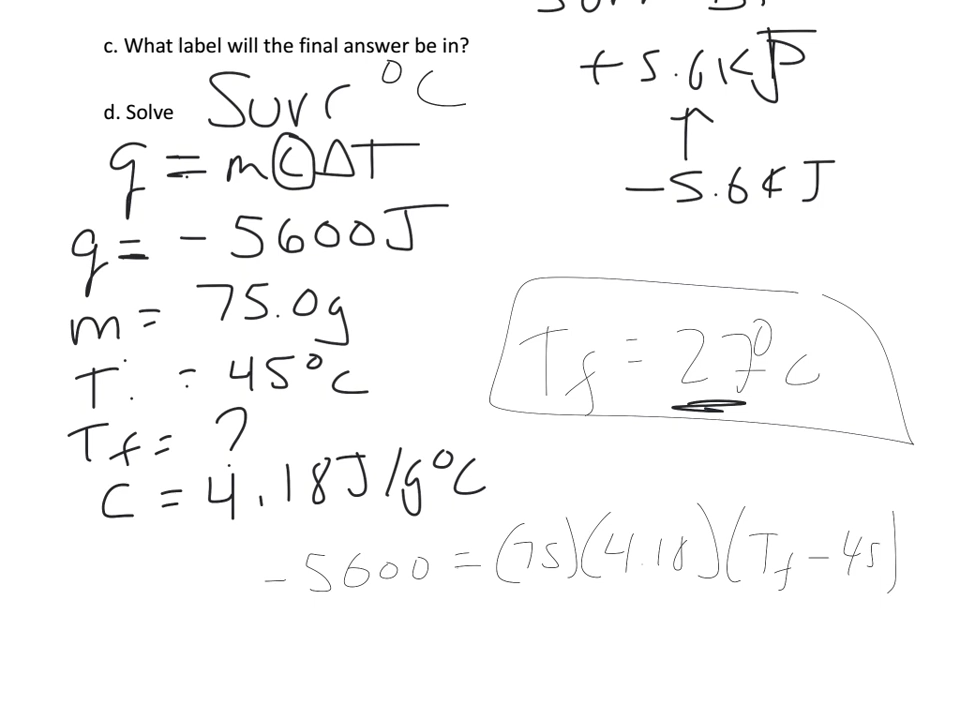 c. What label will the final answer be in?
°C
+5.6KJ
d. Solve Surr
↑
q = mCΔT
-5.6KJ
q = -5600J
m = 75.0g
Ti = 45°C
Tf = 27°C
Tf = ?
C = 4.18J/g°C
-5600 = (75)(4.18)(Tf - 45)